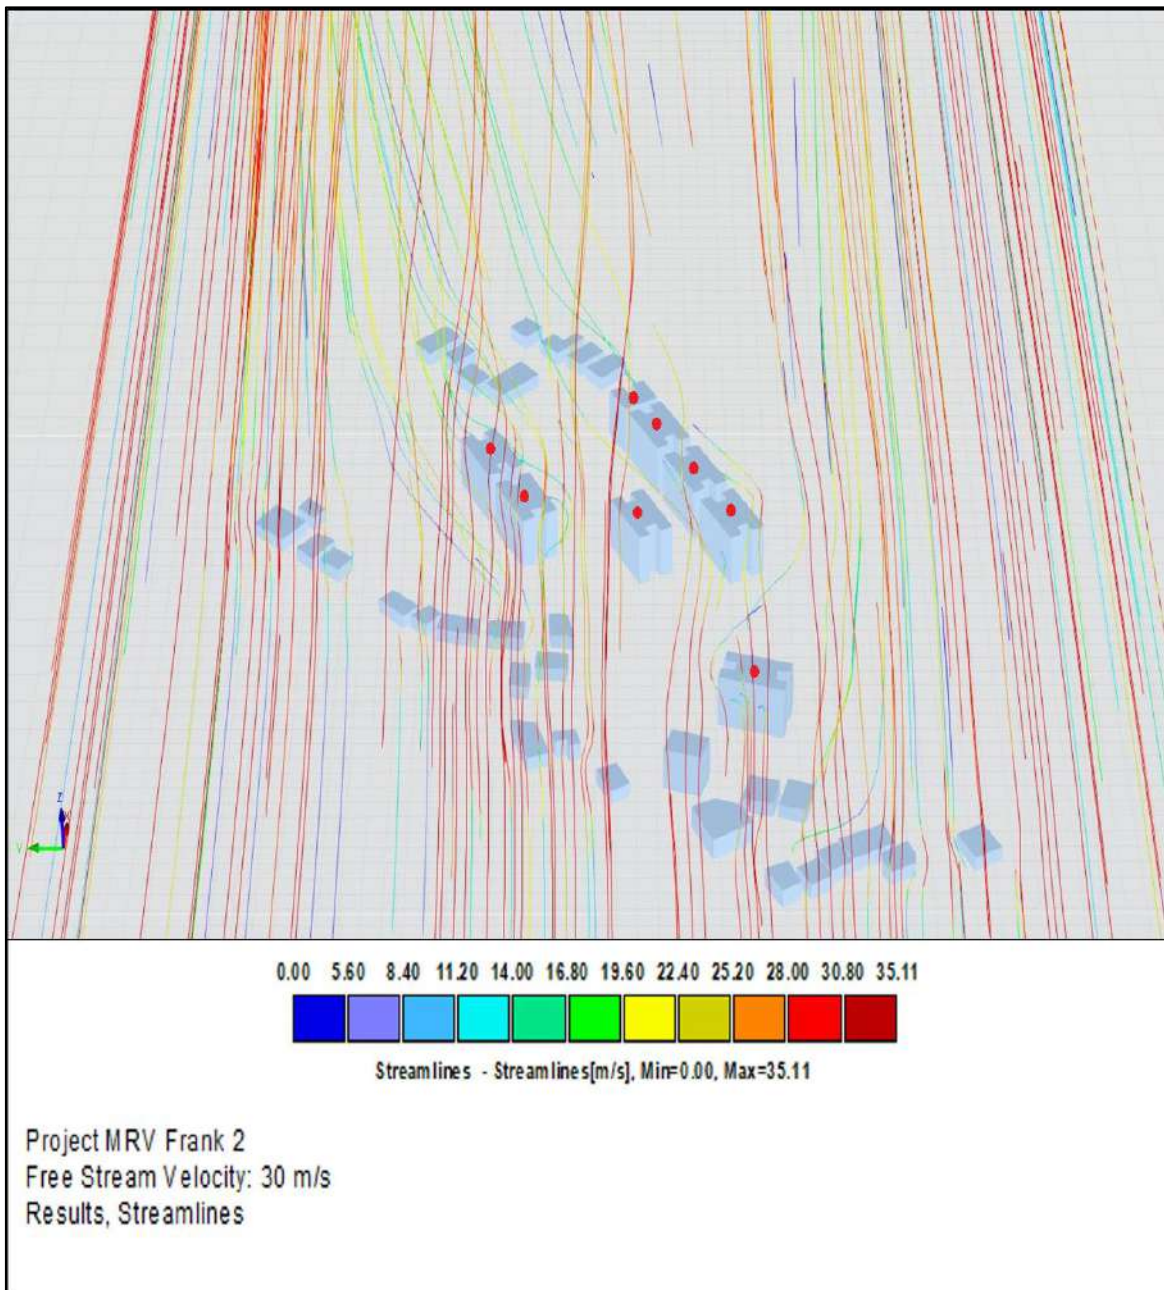 Z
Y
0.00 5.60 8.40 11.20 14.00 16.80 19.60 22.40 25.20 28.00 30.80 35.11
Streamlines - Streamlines[m/s], Min=0.00, Max=35.11
Project MRV Frank 2
Free Stream Velocity: 30 m/s
Results, Streamlines